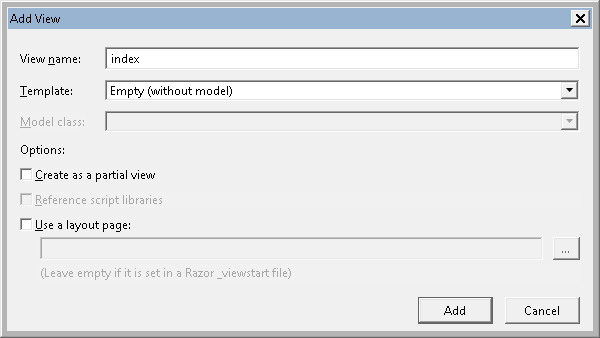 Add View
View name: index
Template: Empty (without model)
Model class:
Options:
Create as a partial view
Reference script libraries
Use a layout page:
...
(Leave empty if it is set in a Razor _viewstart file)
Add Cancel